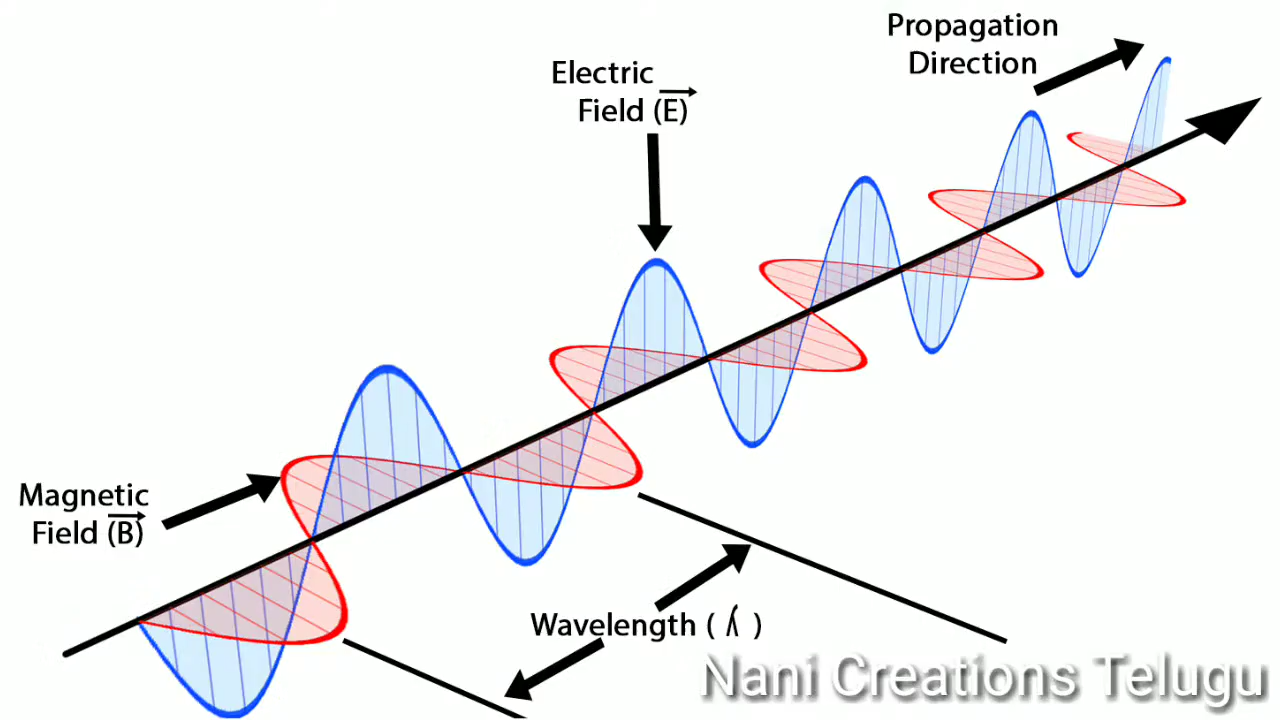 Propagation
Direction
Electric
Field (E⃗)
Magnetic
Field (B⃗)
Wavelength ( λ )
Nani Creations Telugu